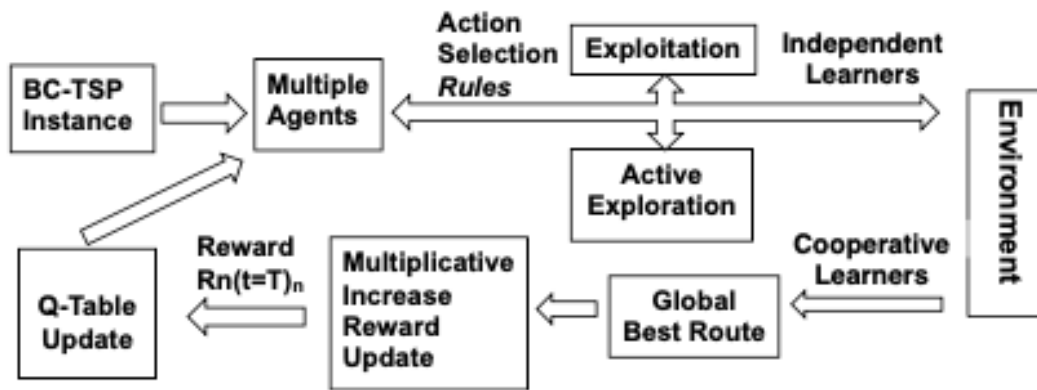 BC-TSP
Instance
Multiple
Agents
Action
Selection
Rules
Exploitation
Active
Exploration
Independent
Learners
Environment
Cooperative
Learners
Global
Best Route
Multiplicative
Increase
Reward
Update
Reward
Rn(t=T)n
Q-Table
Update